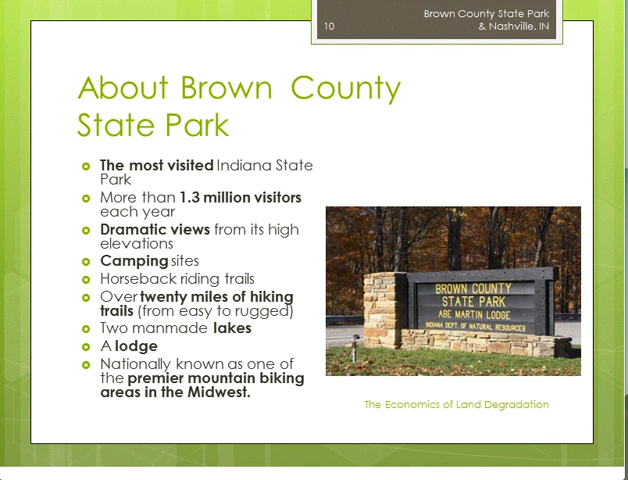 Brown County State Park
10
& Nashville, IN
About Brown County
State Park
The most visited Indiana State
Park
More than 1.3 million visitors
each year
Dramatic views from its high
elevations
Camping sites
Horseback riding trails
Over twenty miles of hiking
trails (from easy to rugged)
Two manmade lakes
A lodge
Nationally known as one of
the premier mountain biking
areas in the Midwest.
BROWN COUNTY
STATE PARK
ABE MARTIN LODGE
INDIANA DEPT. OF NATURAL RESOURCES
The Economics of Land Degradation